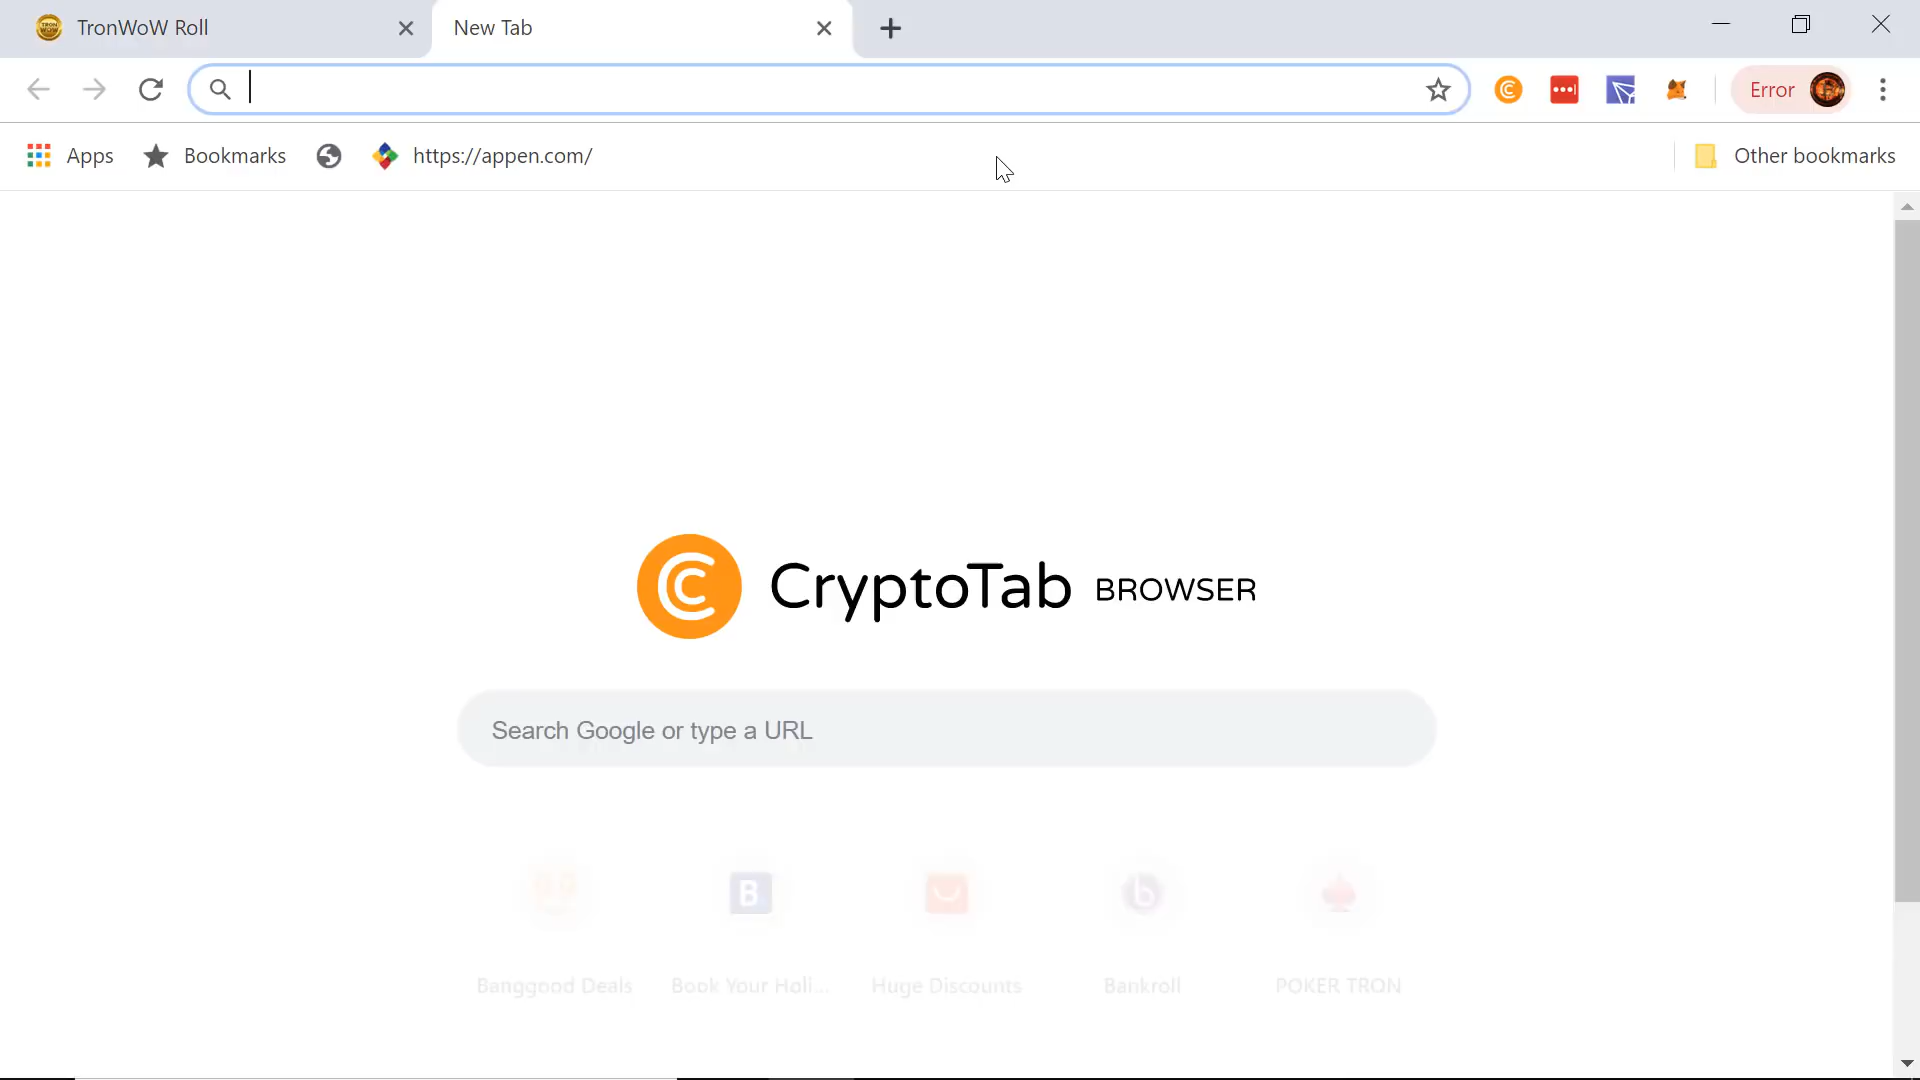 TronWoW Roll
New Tab
Error
Apps
Bookmarks
https://appen.com/
Other bookmarks
CryptoTab BROWSER
Search Google or type a URL
Banggood Deals
Book Your Holi...
Huge Discounts
Bankroll
POKER TRON